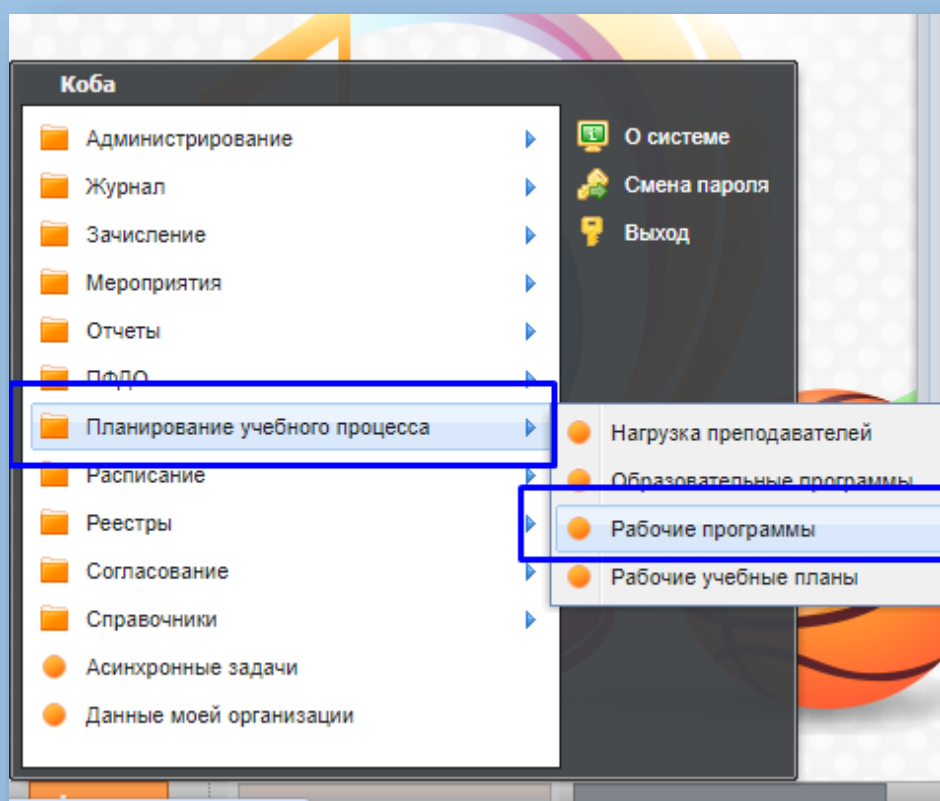 Коба
Администрирование
Журнал
Зачисление
Мероприятия
Отчеты
ПФДО
Планирование учебного процесса
Расписание
Реестры
Согласование
Справочники
Асинхронные задачи
Данные моей организации
О системе
Смена пароля
Выход
Нагрузка преподавателей
Образовательные программы
Рабочие программы
Рабочие учебные планы